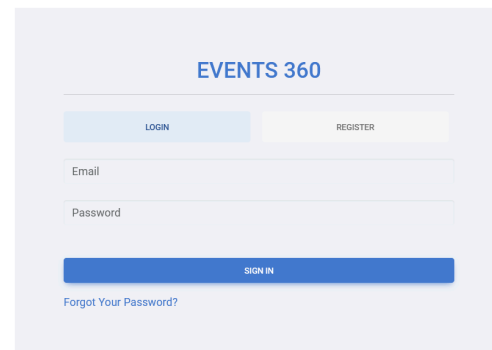 EVENTS 360
LOGIN REGISTER
Email
Password
SIGN IN
Forgot Your Password?